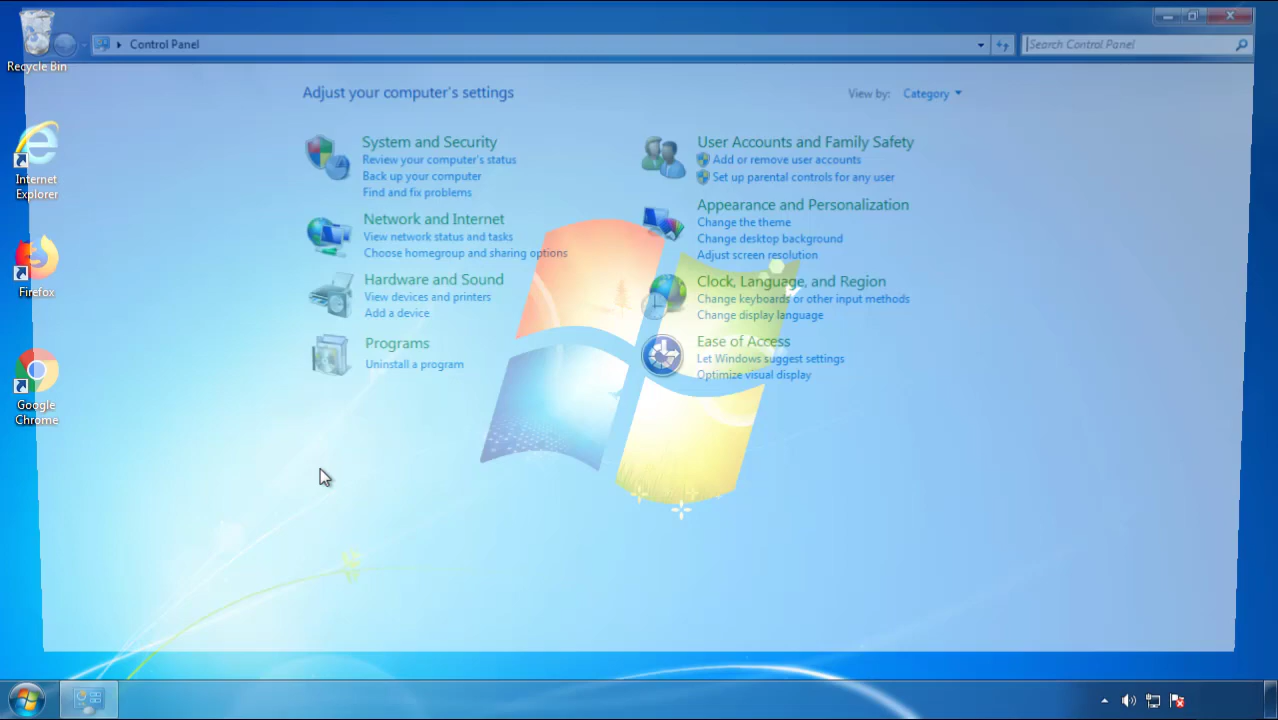 Recycle Bin
Internet
Explorer
Firefox
Google
Chrome
Control Panel
Search Control Panel
Adjust your computer's settings
View by: Category
System and Security
Review your computer's status
Back up your computer
Find and fix problems
Network and Internet
View network status and tasks
Choose homegroup and sharing options
Hardware and Sound
View devices and printers
Add a device
Programs
Uninstall a program
User Accounts and Family Safety
Add or remove user accounts
Set up parental controls for any user
Appearance and Personalization
Change the theme
Change desktop background
Adjust screen resolution
Clock, Language, and Region
Change keyboards or other input methods
Change display language
Ease of Access
Let Windows suggest settings
Optimize visual display